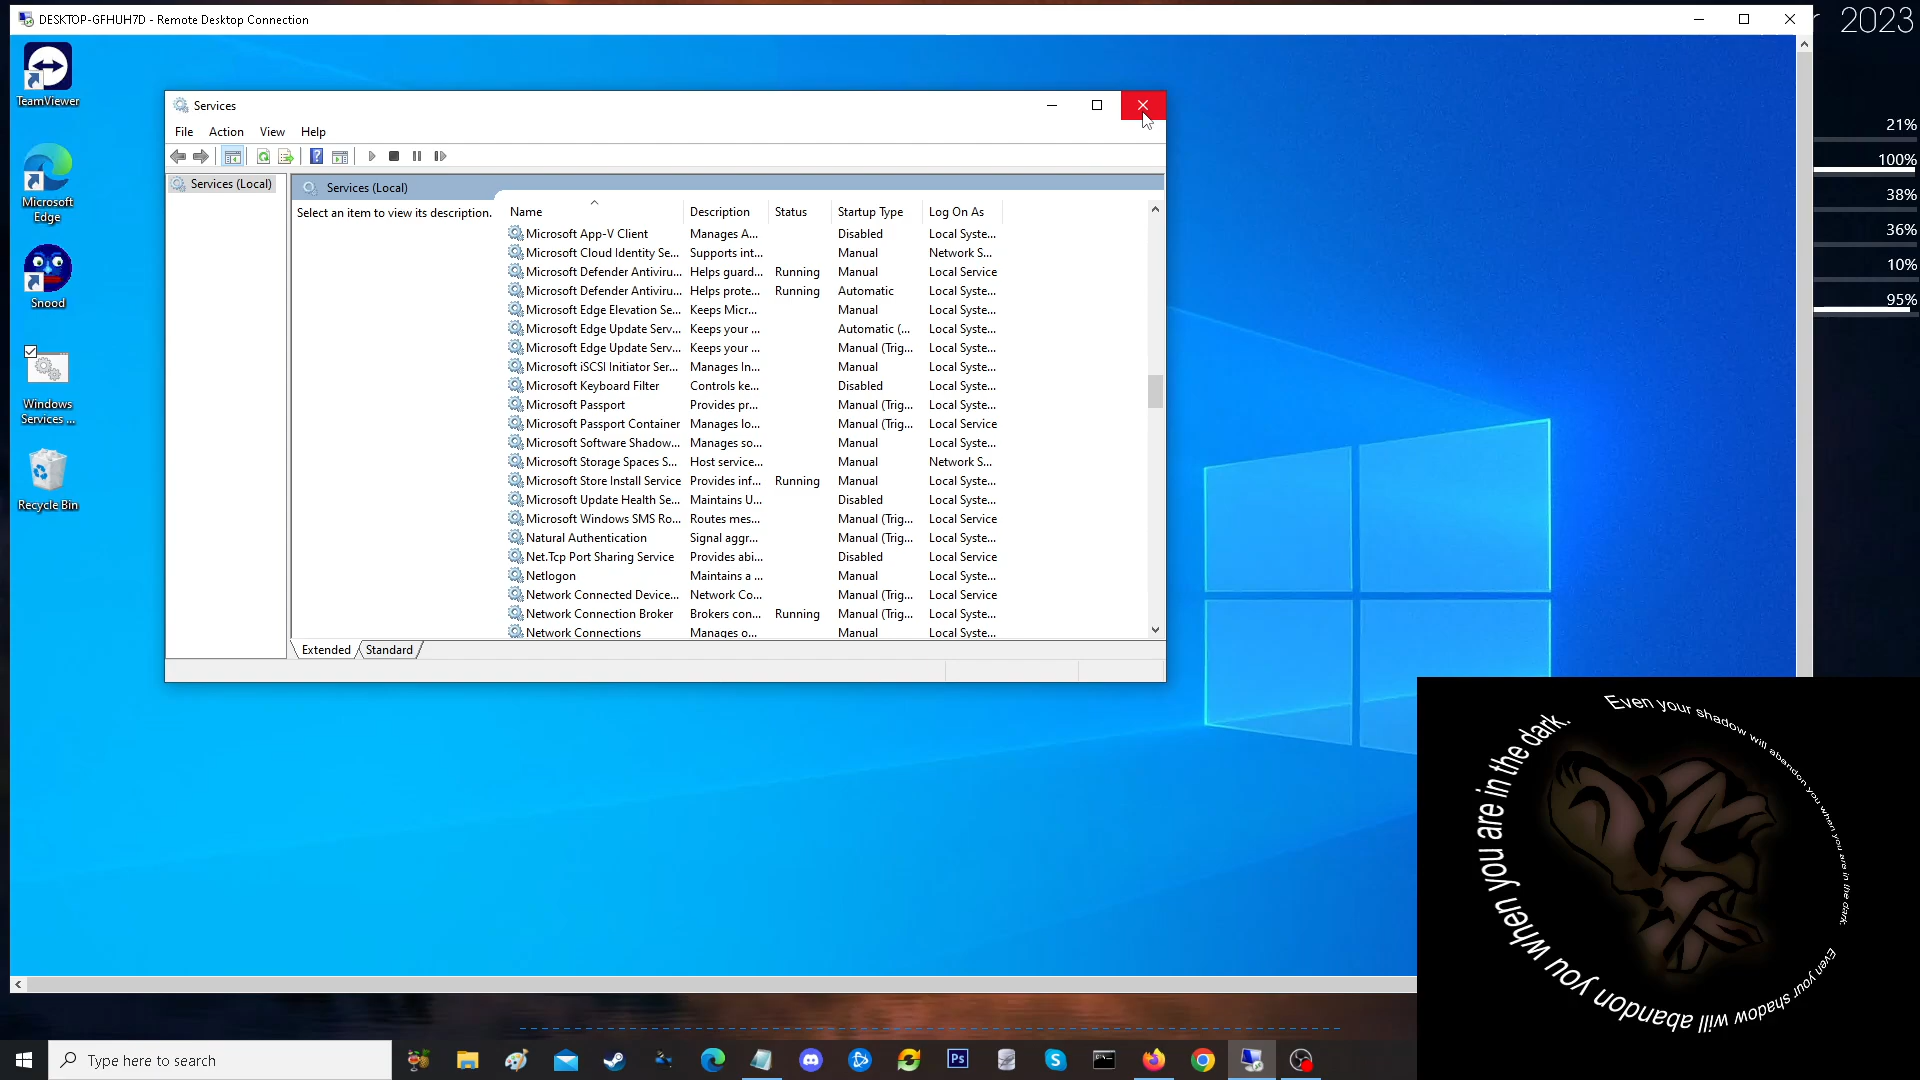 DESKTOP-GFHUH7D - Remote Desktop Connection
2023
TeamViewer
Microsoft Edge
Snood
Windows Services ...
Recycle Bin
Services
File Action View Help
Services (Local)
Services (Local)
Select an item to view its description.
Name Description Status Startup Type Log On As
Microsoft App-V Client Manages A... Disabled Local Syste...
Microsoft Cloud Identity Se... Supports int... Manual Network S...
Microsoft Defender Antiviru... Helps guard... Running Manual Local Service
Microsoft Defender Antiviru... Helps prote... Running Automatic Local Syste...
Microsoft Edge Elevation Se... Keeps Micr... Manual Local Syste...
Microsoft Edge Update Serv... Keeps your ... Automatic (... Local Syste...
Microsoft Edge Update Serv... Keeps your ... Manual (Trig... Local Syste...
Microsoft iSCSI Initiator Ser... Manages In... Manual Local Syste...
Microsoft Keyboard Filter Controls ke... Disabled Local Syste...
Microsoft Passport Provides pr... Manual (Trig... Local Syste...
Microsoft Passport Container Manages lo... Manual (Trig... Local Service
Microsoft Software Shadow... Manages so... Manual Local Syste...
Microsoft Storage Spaces S... Host service... Manual Network S...
Microsoft Store Install Service Provides inf... Running Manual Local Syste...
Microsoft Update Health Se... Maintains U... Disabled Local Syste...
Microsoft Windows SMS Ro... Routes mes... Manual (Trig... Local Service
Natural Authentication Signal aggr... Manual (Trig... Local Syste...
Net.Tcp Port Sharing Service Provides abi... Disabled Local Service
Netlogon Maintains a ... Manual Local Syste...
Network Connected Device... Network Co... Manual (Trig... Local Service
Network Connection Broker Brokers con... Running Manual (Trig... Local Syste...
Network Connections Manages o... Manual Local Syste...
Extended Standard
21%
100%
38%
36%
10%
95%
Even your shadow will abandon you when you are in the dark.
Even your shadow will abandon you when you are in the dark.
Type here to search
Ps